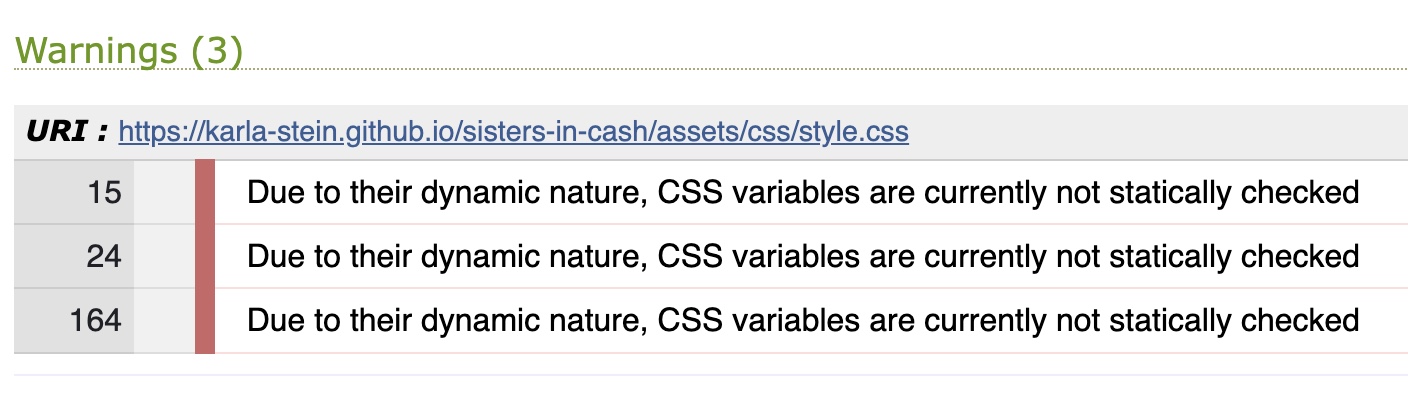 Warnings (3)
URI : https://karla-stein.github.io/sisters-in-cash/assets/css/style.css
15 Due to their dynamic nature, CSS variables are currently not statically checked
24 Due to their dynamic nature, CSS variables are currently not statically checked
164 Due to their dynamic nature, CSS variables are currently not statically checked